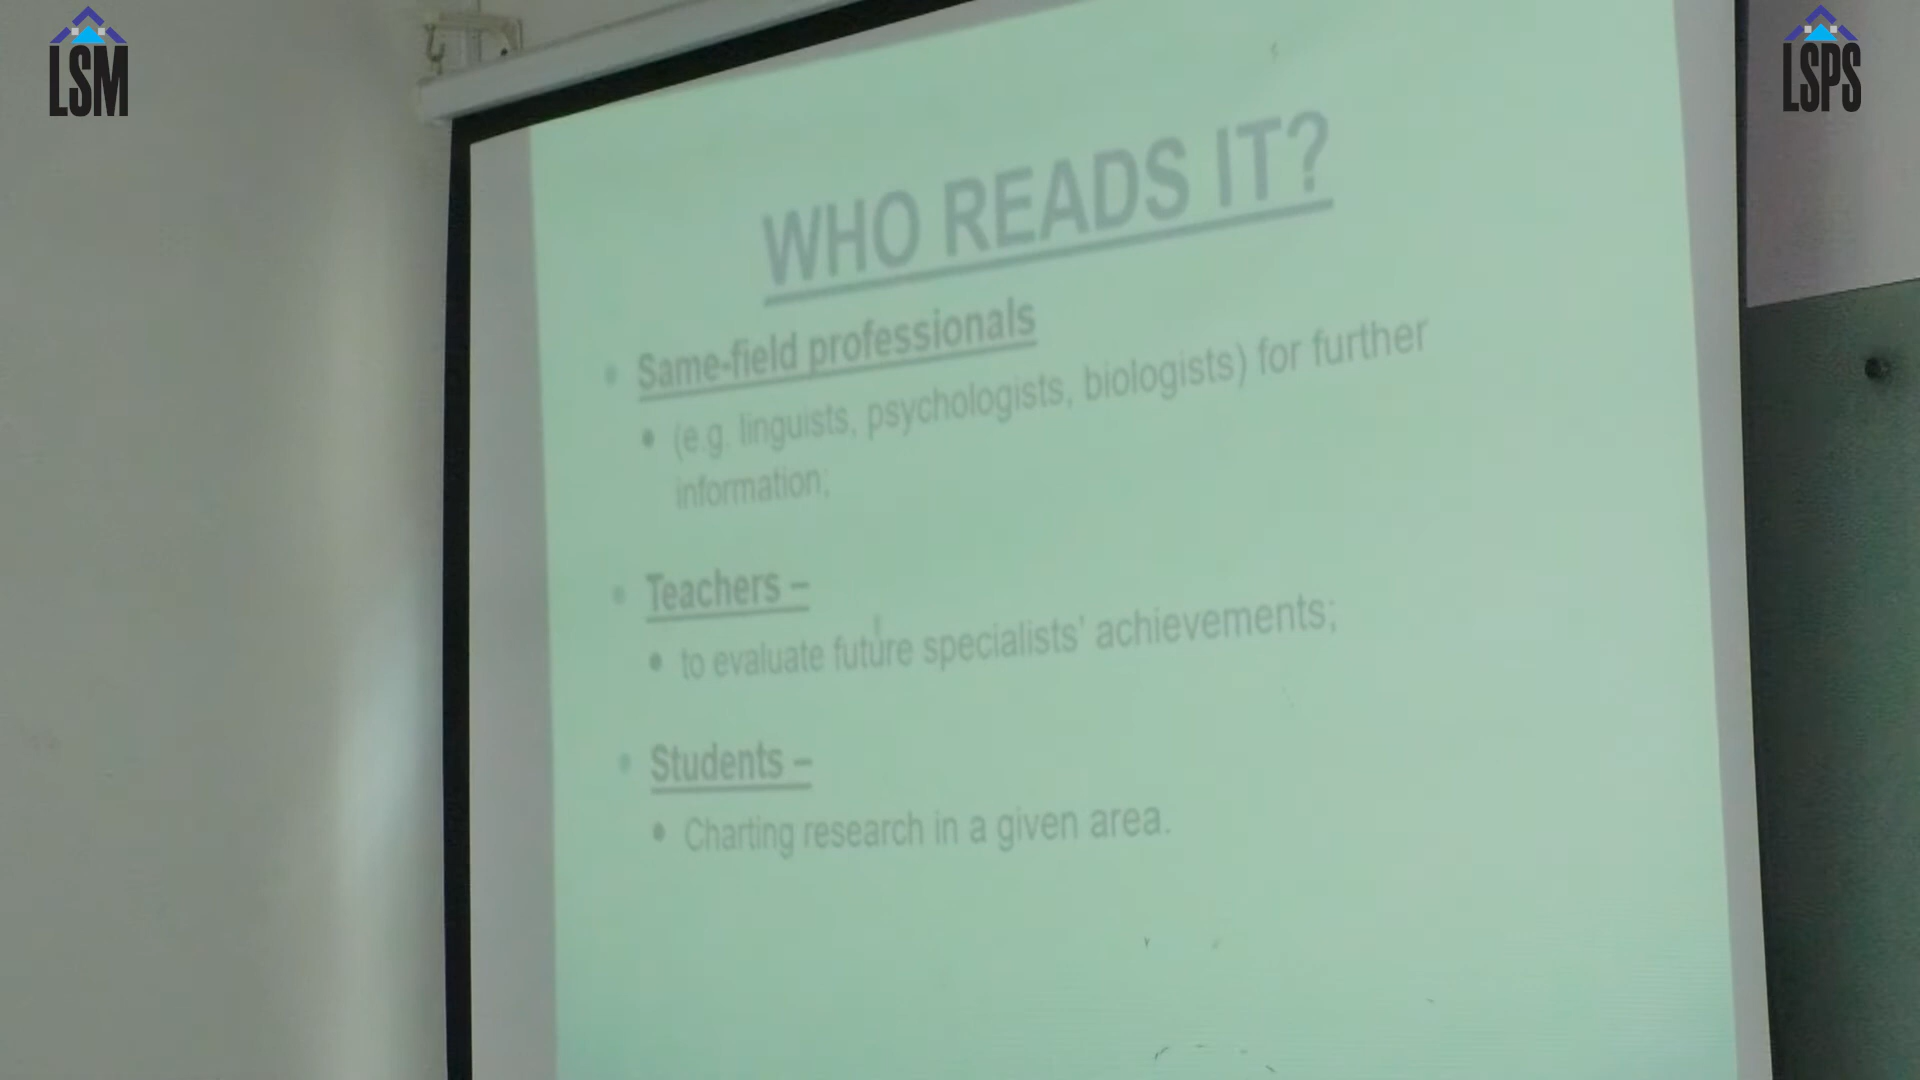 LSM
LSPS
WHO READS IT?
• Same-field professionals
• (e.g. linguists, psychologists, biologists) for further
information;
• Teachers –
• to evaluate future specialists' achievements;
• Students –
• Charting research in a given area.